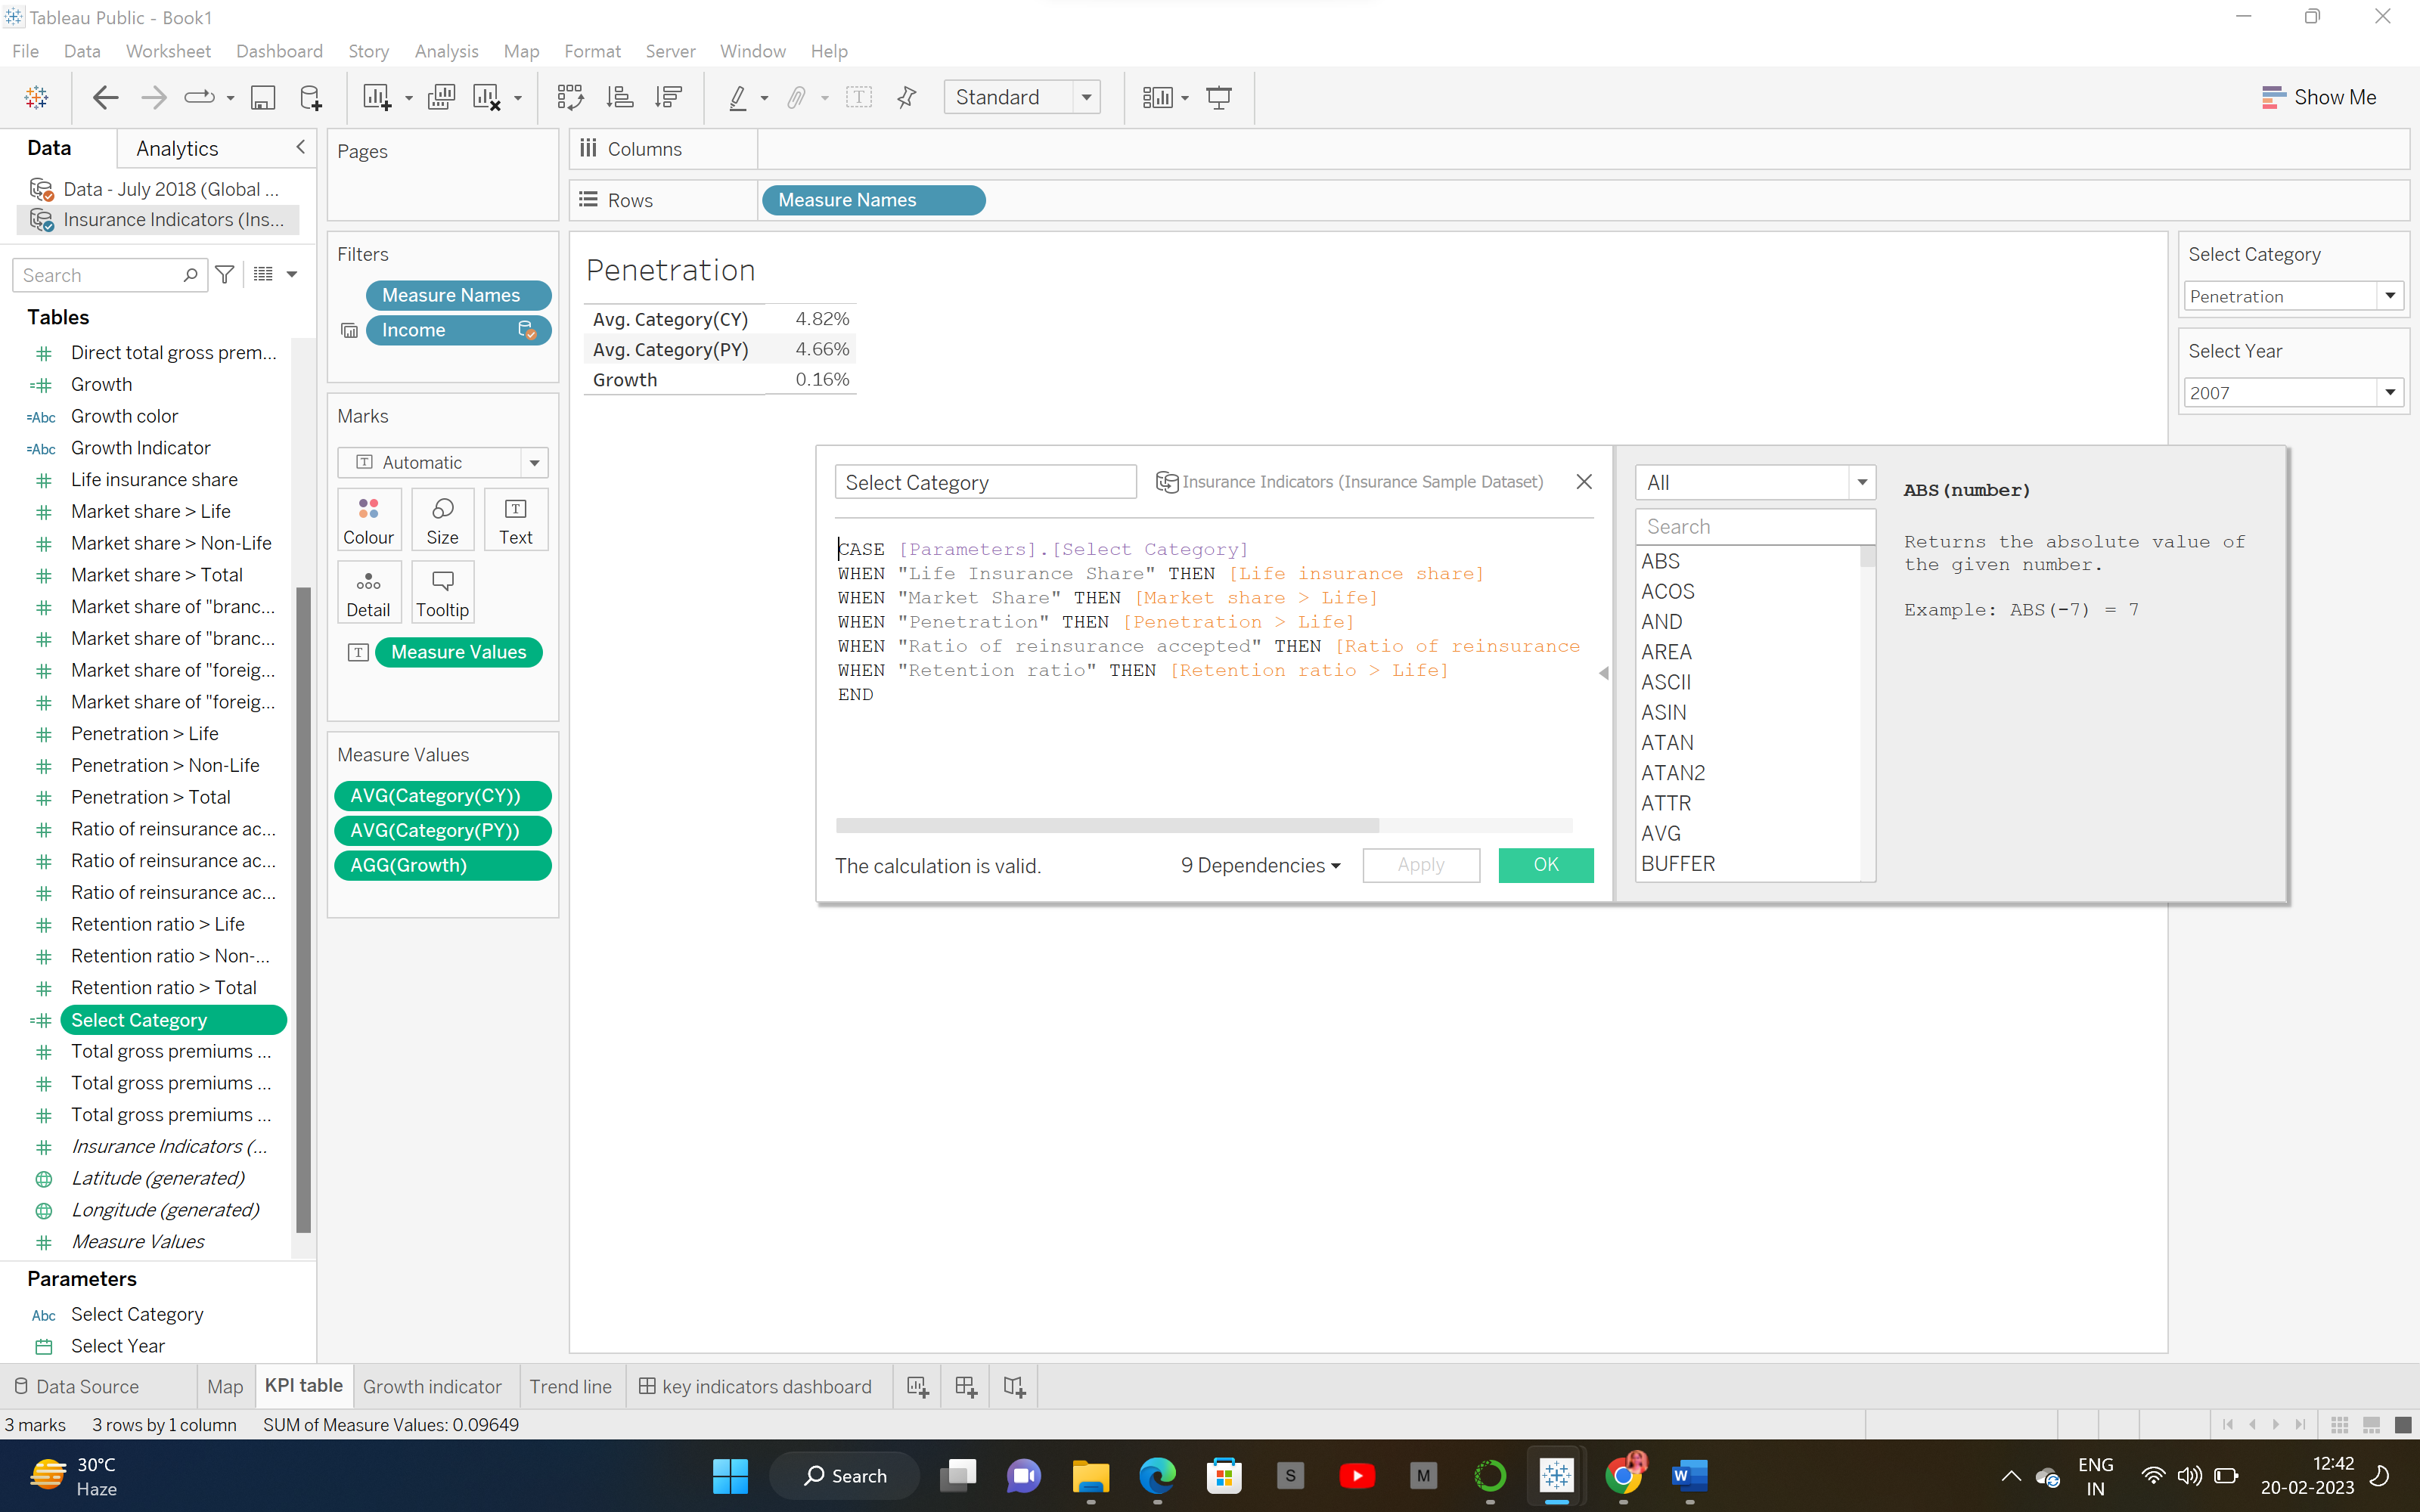 Tableau Public - Book1
File Data Worksheet Dashboard Story Analysis Map Format Server Window Help
Standard
Show Me
Data Analytics
Data - July 2018 (Global ...
Insurance Indicators (Ins...
Search
Tables
Direct total gross prem...
Growth
=Abc Growth color
=Abc Growth Indicator
Life insurance share
Market share > Life
Market share > Non-Life
Market share > Total
Market share of "branc...
Market share of "branc...
Market share of "foreig...
Market share of "foreig...
Penetration > Life
Penetration > Non-Life
Penetration > Total
Ratio of reinsurance ac...
Ratio of reinsurance ac...
Ratio of reinsurance ac...
Retention ratio > Life
Retention ratio > Non-...
Retention ratio > Total
Select Category
Total gross premiums ...
Total gross premiums ...
Total gross premiums ...
Insurance Indicators (...
Latitude (generated)
Longitude (generated)
Measure Values
Parameters
Abc Select Category
Select Year
Pages
Filters
Measure Names
Income
Marks
T Automatic
Colour
Size
T Text
Detail
Tooltip
T Measure Values
Measure Values
AVG(Category(CY))
AVG(Category(PY))
AGG(Growth)
Columns
Rows Measure Names
Penetration
Avg. Category(CY) 4.82%
Avg. Category(PY) 4.66%
Growth 0.16%
Select Category
Penetration
Select Year
2007
Select Category
Insurance Indicators (Insurance Sample Dataset)
CASE [Parameters].[Select Category]
WHEN "Life Insurance Share" THEN [Life insurance share]
WHEN "Market Share" THEN [Market share > Life]
WHEN "Penetration" THEN [Penetration > Life]
WHEN "Ratio of reinsurance accepted" THEN [Ratio of reinsurance
WHEN "Retention ratio" THEN [Retention ratio > Life]
END
The calculation is valid.
9 Dependencies
Apply
OK
All
Search
ABS
ACOS
AND
AREA
ASCII
ASIN
ATAN
ATAN2
ATTR
AVG
BUFFER
ABS(number)
Returns the absolute value of
the given number.
Example: ABS(-7) = 7
Data Source Map KPI table Growth indicator Trend line key indicators dashboard
3 marks 3 rows by 1 column SUM of Measure Values: 0.09649
30°C
Haze
Search
S
M
W
ENG
IN
12:42
20-02-2023